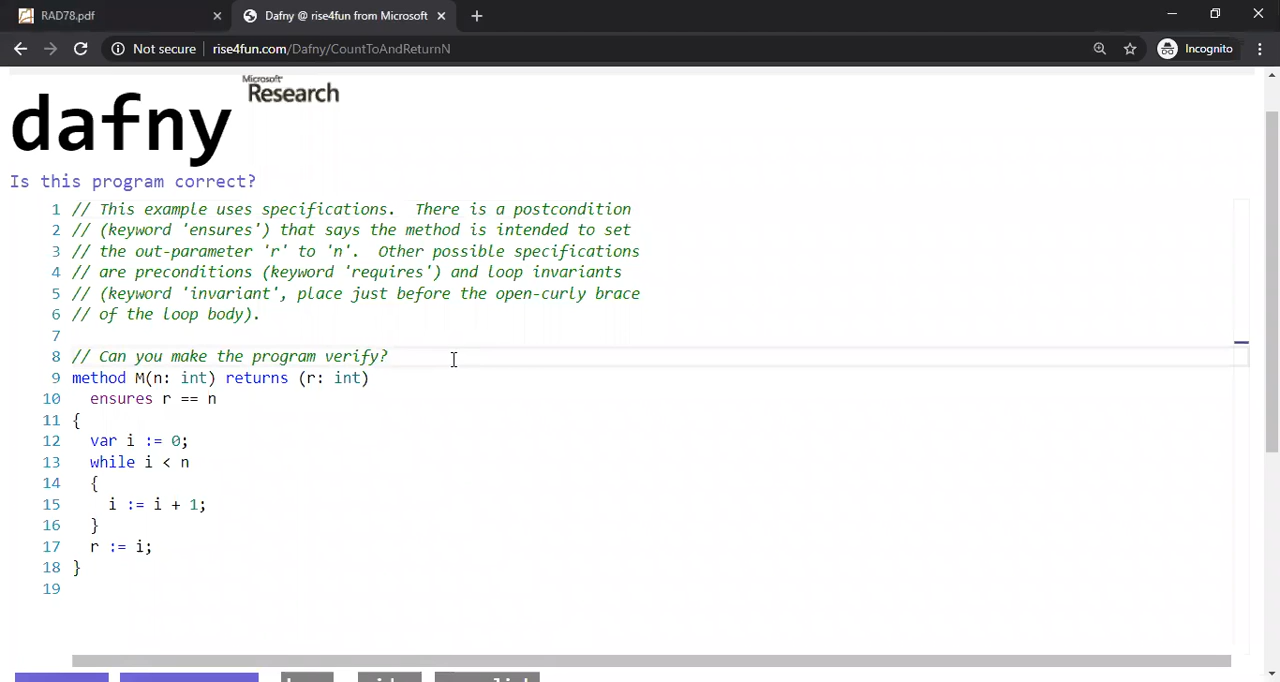 RAD78.pdf
Dafny @ rise4fun from Microsoft
Not secure
rise4fun.com/Dafny/CountToAndReturnN
Incognito
Microsoft
Research
dafny
Is this program correct?
1 // This example uses specifications.  There is a postcondition
2 // (keyword 'ensures') that says the method is intended to set
3 // the out-parameter 'r' to 'n'.  Other possible specifications
4 // are preconditions (keyword 'requires') and loop invariants
5 // (keyword 'invariant', place just before the open-curly brace
6 // of the loop body).
7
8 // Can you make the program verify?
9 method M(n: int) returns (r: int)
10   ensures r == n
11 {
12   var i := 0;
13   while i < n
14   {
15     i := i + 1;
16   }
17   r := i;
18 }
19